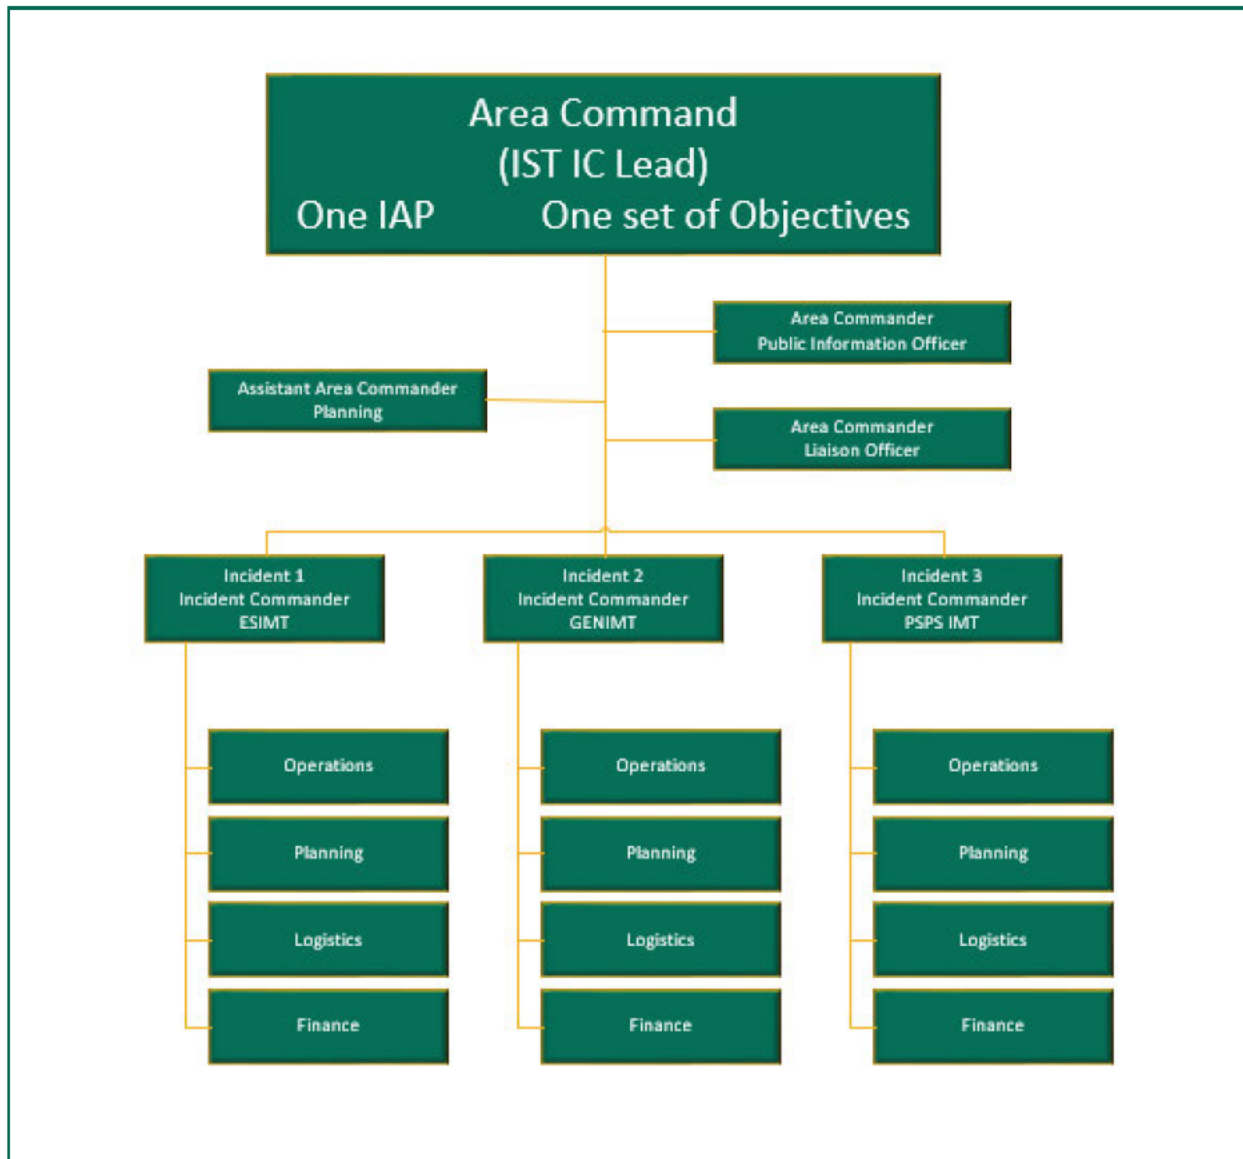 Area Command
(IST IC Lead)
One IAP One set of Objectives
Area Commander
Public Information Officer
Assistant Area Commander
Planning
Area Commander
Liaison Officer
Incident 1
Incident Commander
ESIMT
Incident 2
Incident Commander
GENIMT
Incident 3
Incident Commander
PSPS IMT
Operations
Planning
Logistics
Finance
Operations
Planning
Logistics
Finance
Operations
Planning
Logistics
Finance